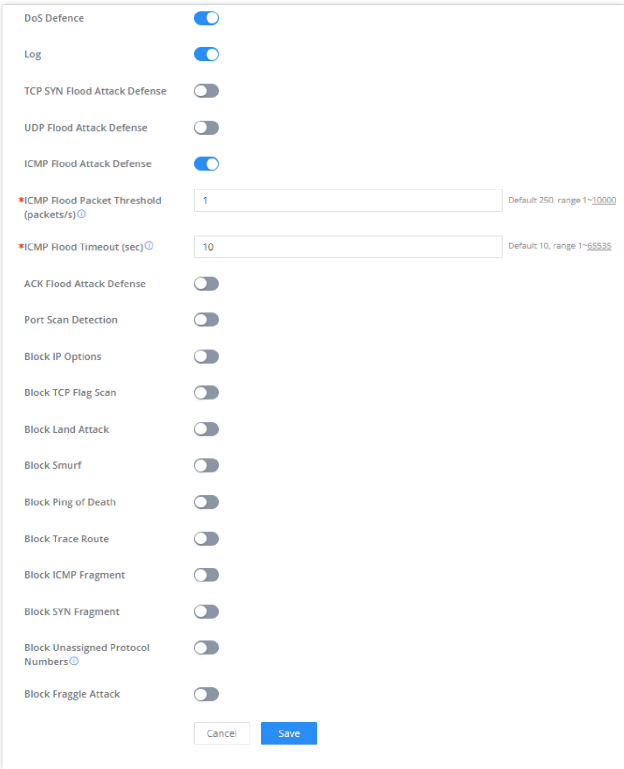 DoS Defence
Log
TCP SYN Flood Attack Defense
UDP Flood Attack Defense
ICMP Flood Attack Defense
*ICMP Flood Packet Threshold
(packets/s)
1
Default 250, range 1~10000
*ICMP Flood Timeout (sec)
10
Default 10, range 1~65535
ACK Flood Attack Defense
Port Scan Detection
Block IP Options
Block TCP Flag Scan
Block Land Attack
Block Smurf
Block Ping of Death
Block Trace Route
Block ICMP Fragment
Block SYN Fragment
Block Unassigned Protocol
Numbers
Block Fraggle Attack
Cancel
Save